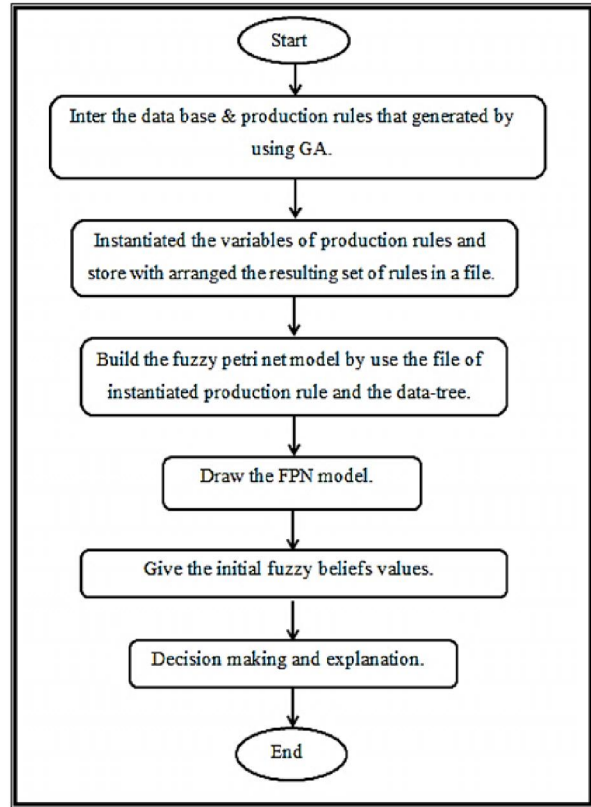 Start
Inter the data base & production rules that generated by
using GA.
Instantiated the variables of production rules and
store with arranged the resulting set of rules in a file.
Build the fuzzy petri net model by use the file of
instantiated production rule and the data-tree.
Draw the FPN model.
Give the initial fuzzy beliefs values.
Decision making and explanation.
End